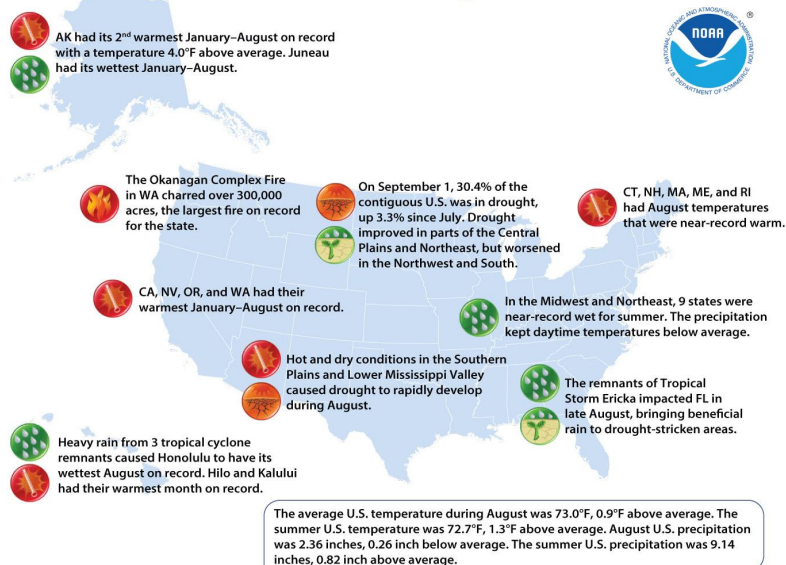 AK had its 2nd warmest January–August on record
with a temperature 4.0°F above average. Juneau
had its wettest January–August.
NATIONAL OCEANIC AND ATMOSPHERIC ADMINISTRATION
NOAA
U.S. DEPARTMENT OF COMMERCE
®
The Okanagan Complex Fire
in WA charred over 300,000
acres, the largest fire on record
for the state.
On September 1, 30.4% of the
contiguous U.S. was in drought,
up 3.3% since July. Drought
improved in parts of the Central
Plains and Northeast, but worsened
in the Northwest and South.
CT, NH, MA, ME, and RI
had August temperatures
that were near-record warm.
CA, NV, OR, and WA had their
warmest January–August on record.
In the Midwest and Northeast, 9 states were
near-record wet for summer. The precipitation
kept daytime temperatures below average.
Hot and dry conditions in the Southern
Plains and Lower Mississippi Valley
caused drought to rapidly develop
during August.
The remnants of Tropical
Storm Ericka impacted FL in
late August, bringing beneficial
rain to drought-stricken areas.
Heavy rain from 3 tropical cyclone
remnants caused Honolulu to have its
wettest August on record. Hilo and Kalului
had their warmest month on record.
The average U.S. temperature during August was 73.0°F, 0.9°F above average. The
summer U.S. temperature was 72.7°F, 1.3°F above average. August U.S. precipitation
was 2.36 inches, 0.26 inch below average. The summer U.S. precipitation was 9.14
inches, 0.82 inch above average.